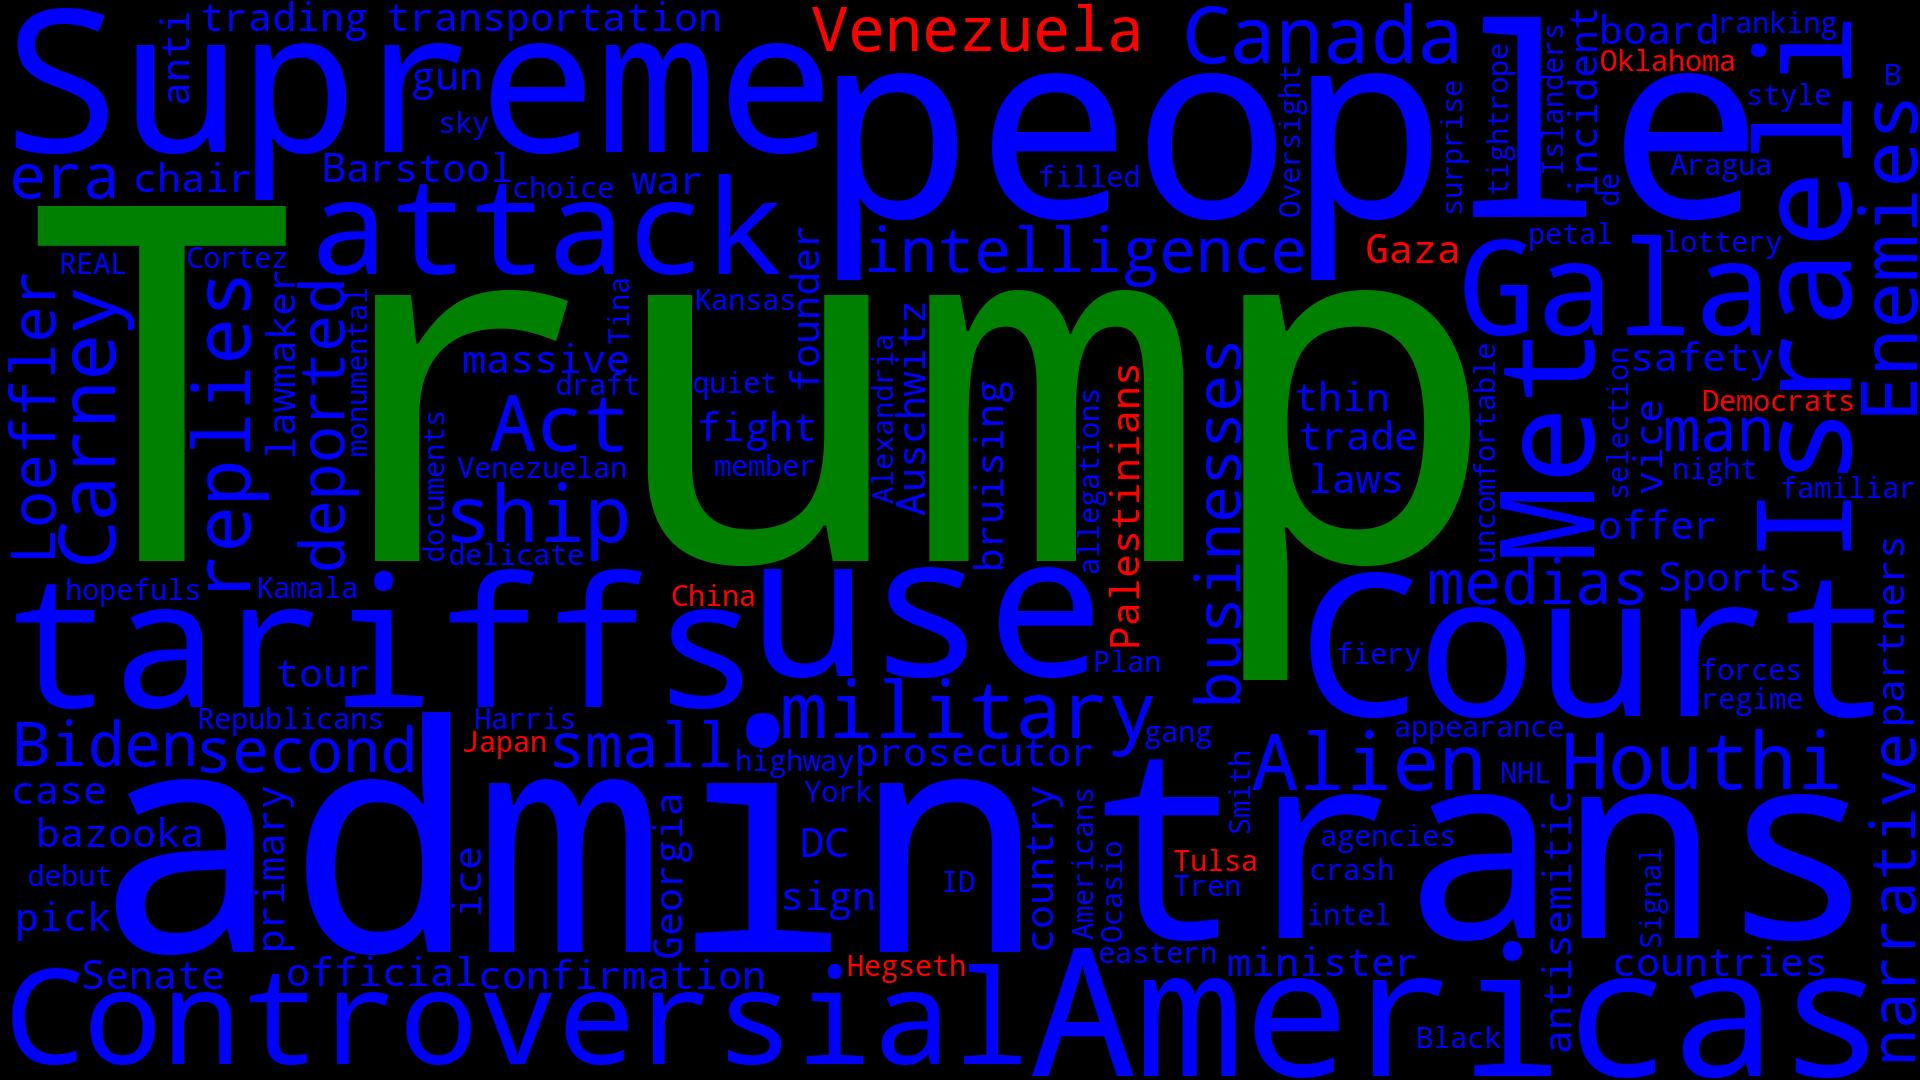 Supreme
anti
trading
transportation
gun
sky
Venezuela
Canada
people
Oversight
surprise
tightrope
Islanders
incident
board
ranking
Oklahoma
style
B
de
Aragua
Israeli
Enemies
era
chair
Barstool
choice
war
filled
attack
intelligence
Gaza
petal
lottery
Gala
Trump
REAL
Cortez
Loeffler
Carney
replies
lawmaker
deported
monumental
Tina
Kansas
founder
massive
draft
quiet
Act
fight
documents
Venezuelan
member
Alexandria
Auschwitz
ship
delicate
bruising
allegations
Palestinians
businesses
thin
trade
laws
uncomfortable
Meta
selection
safety
vice
Democrats
man
night
familiar
offer
hopefuls
Kamala
China
tariffs
use
medias
Sports
partners
Court
tour
Plan
fiery
forces
regime
Republicans
Harris
military
appearance
gang
Biden
second
Japan
small
highway
prosecutor
Smith
Alien
NHL
Houthi
narrative
case
admin
York
trans
bazooka
primary
ice
Georgia
DC
country
Americans
Ocasio
agencies
Tulsa
crash
antisemitic
Signal
debut
ID
Tren
pick
sign
intel
eastern
minister
countries
Senate
official
confirmation
Hegseth
Controversial
Americas
Black